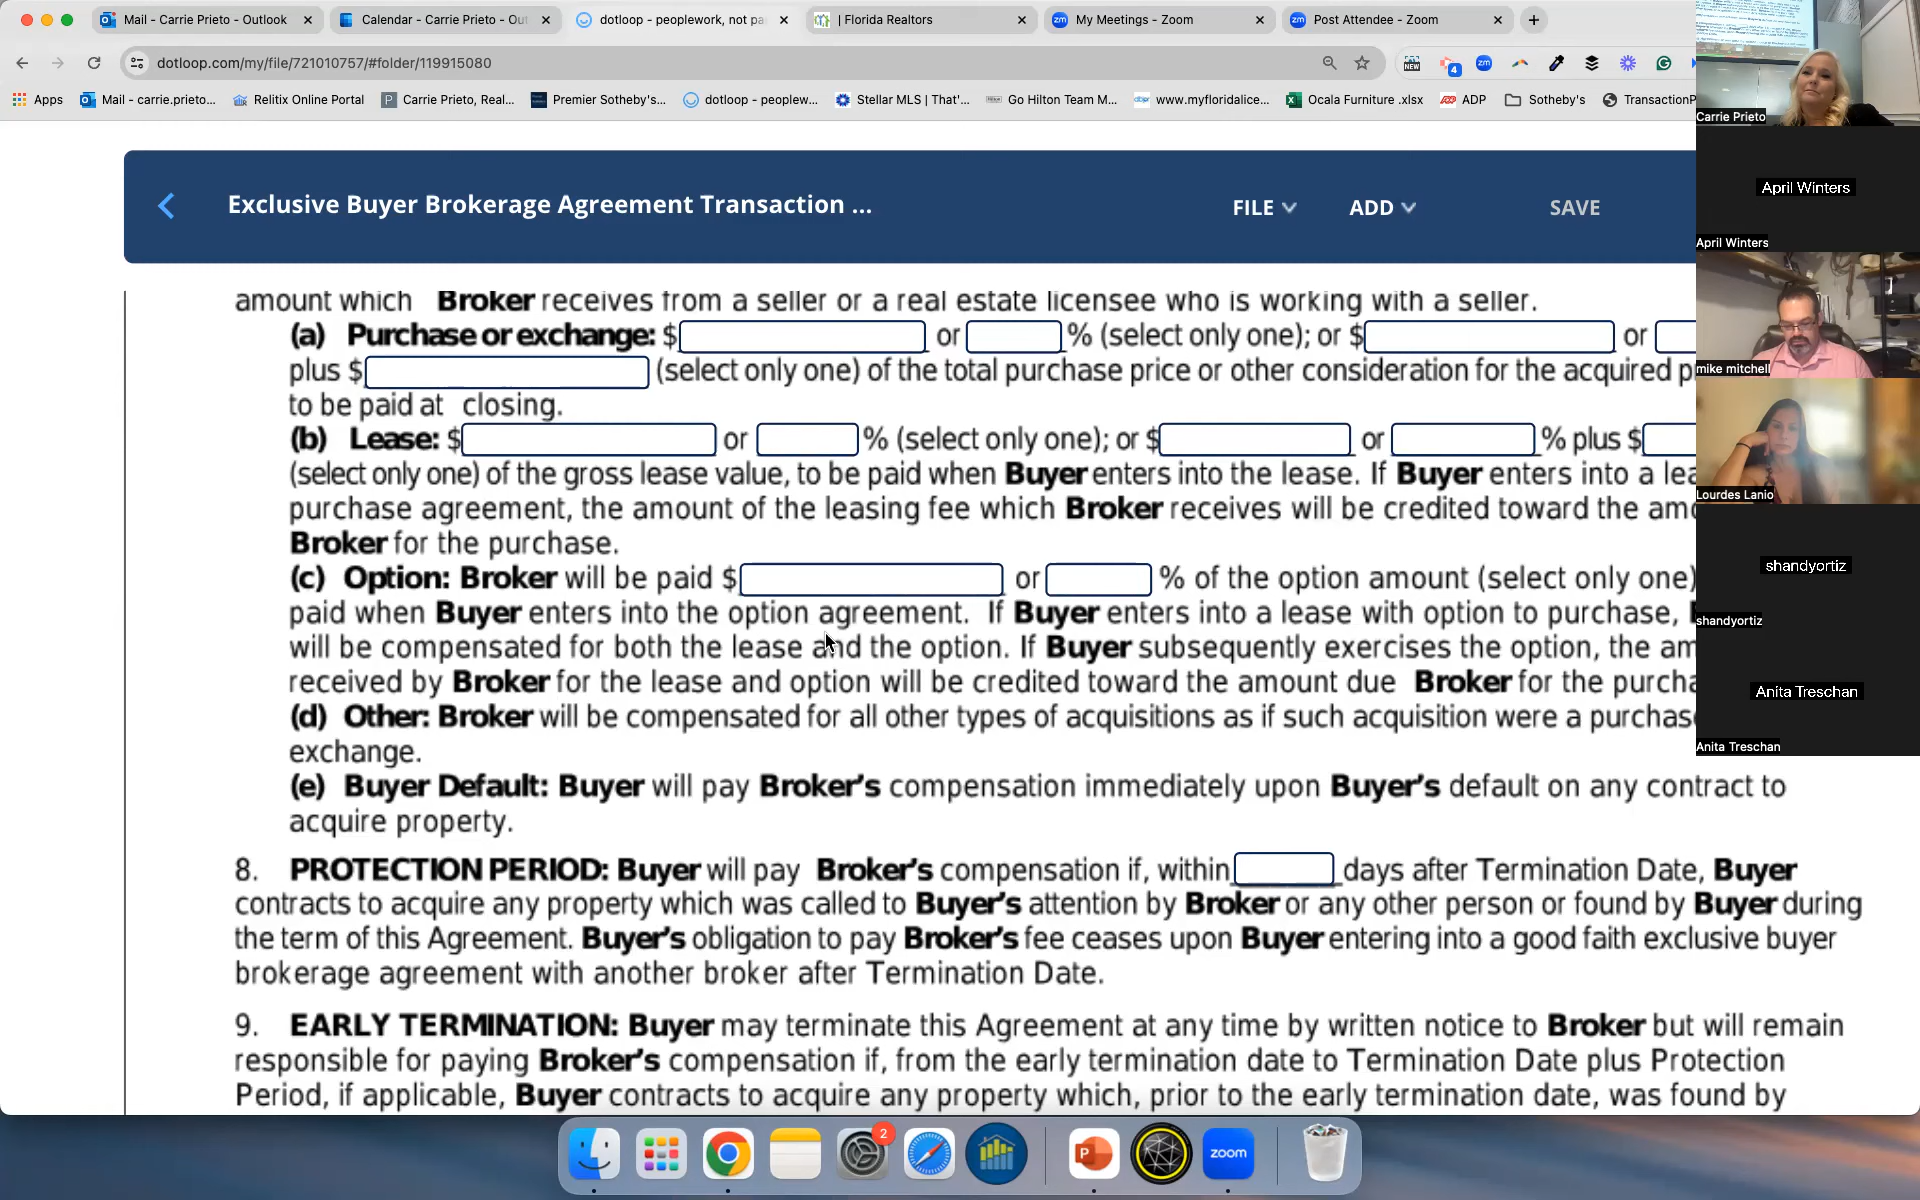 Mail - Carrie Prieto - Outlook
Calendar - Carrie Prieto - Out
dotloop - peoplework, not pa
| Florida Realtors
My Meetings - Zoom
Post Attendee - Zoom
dotloop.com/my/file/721010757/#folder/119915080
NEW
4
zm
Apps
Mail - carrie.prieto...
Relitix Online Portal
Carrie Prieto, Real...
Premier Sotheby's...
dotloop - peoplew...
Stellar MLS | That'...
Go Hilton Team M...
www.myfloridalice...
Ocala Furniture .xlsx
ADP
Sotheby's
TransactionP
Exclusive Buyer Brokerage Agreement Transaction ...
FILE
ADD
SAVE
amount which Broker receives from a seller or a real estate licensee who is working with a seller.
(a) Purchase or exchange: $ or % (select only one); or $ or
plus $ (select only one) of the total purchase price or other consideration for the acquired p
to be paid at closing.
(b) Lease: $ or % (select only one); or $ or % plus $
(select only one) of the gross lease value, to be paid when Buyer enters into the lease. If Buyer enters into a lea
purchase agreement, the amount of the leasing fee which Broker receives will be credited toward the amo
Broker for the purchase.
(c) Option: Broker will be paid $ or % of the option amount (select only one)
paid when Buyer enters into the option agreement. If Buyer enters into a lease with option to purchase,
will be compensated for both the lease and the option. If Buyer subsequently exercises the option, the am
received by Broker for the lease and option will be credited toward the amount due Broker for the purcha
(d) Other: Broker will be compensated for all other types of acquisitions as if such acquisition were a purchas
exchange.
(e) Buyer Default: Buyer will pay Broker's compensation immediately upon Buyer's default on any contract to
acquire property.
8. PROTECTION PERIOD: Buyer will pay Broker's compensation if, within days after Termination Date, Buyer
contracts to acquire any property which was called to Buyer's attention by Broker or any other person or found by Buyer during
the term of this Agreement. Buyer's obligation to pay Broker's fee ceases upon Buyer entering into a good faith exclusive buyer
brokerage agreement with another broker after Termination Date.
9. EARLY TERMINATION: Buyer may terminate this Agreement at any time by written notice to Broker but will remain
responsible for paying Broker's compensation if, from the early termination date to Termination Date plus Protection
Period, if applicable, Buyer contracts to acquire any property which, prior to the early termination date, was found by
Carrie Prieto
April Winters
April Winters
mike mitchell
Lourdes Lanio
shandyortiz
shandyortiz
Anita Treschan
Anita Treschan
2
P
zoom